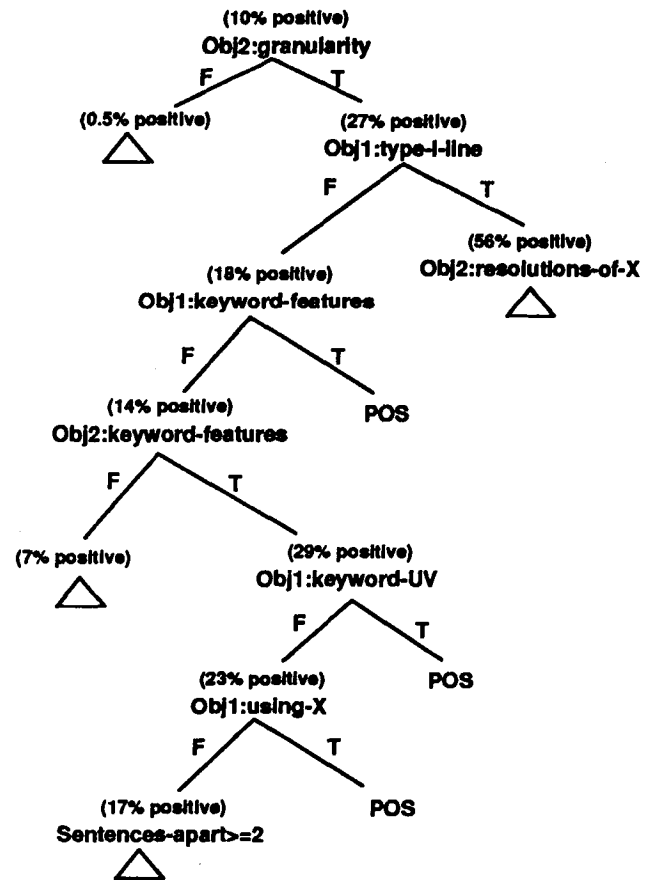 (10% positive)
Obj2:granularity
F
T
(0.5% positive)
(27% positive)
Obj1:type-i-line
F
T
(18% positive)
Obj1:keyword-features
(56% positive)
Obj2:resolutions-of-X
F
T
(14% positive)
Obj2:keyword-features
POS
F
T
(7% positive)
(29% positive)
Obj1:keyword-UV
F
T
(23% positive)
Obj1:using-X
POS
F
T
(17% positive)
Sentences-apart>=2
POS